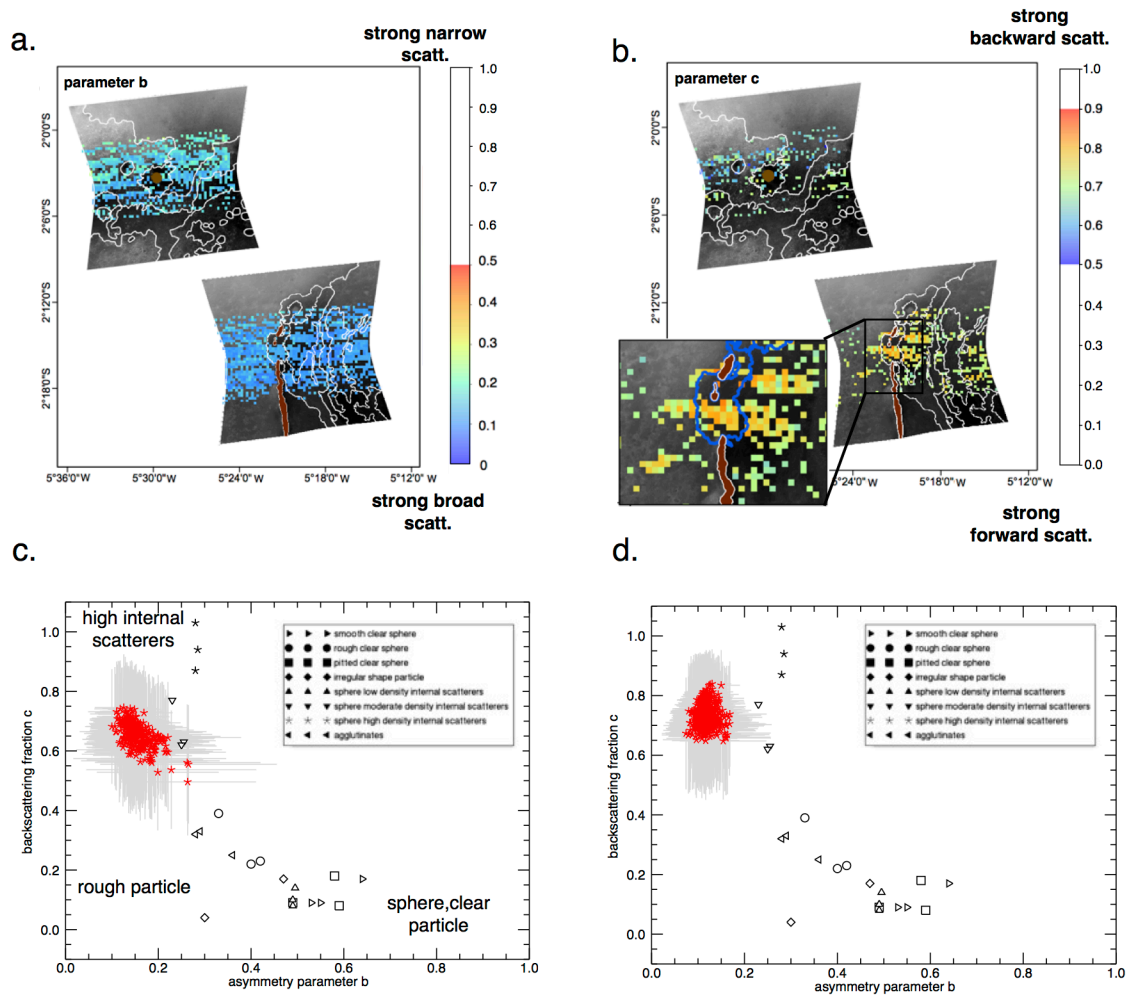 a.
strong narrow
scatt.
parameter b
1.0
0.9
0.8
0.7
0.6
0.5
0.4
0.3
0.2
0.1
0
2°0'0"S
2°6'0"S
2°12'0"S
2°18'0"S
5°36'0"W
5°30'0"W
5°24'0"W
5°18'0"W
5°12'0"W
strong broad
scatt.
b.
strong
backward scatt.
parameter c
1.0
0.9
0.8
0.7
0.6
0.5
0.4
0.3
0.2
0.1
0.0
2°0'0"S
2°6'0"S
2°12'0"S
5°24'0"W
5°18'0"W
5°12'0"W
strong
forward scatt.
c.
high internal
scatterers
smooth clear sphere
rough clear sphere
pitted clear sphere
irregular shape particle
sphere low density internal scatterers
sphere moderate density internal scatterers
sphere high density internal scatterers
agglutinates
rough particle
sphere,clear
particle
backscattering fraction c
1.0
0.8
0.6
0.4
0.2
0.0
0.0
0.2
0.4
0.6
0.8
1.0
asymmetry parameter b
d.
smooth clear sphere
rough clear sphere
pitted clear sphere
irregular shape particle
sphere low density internal scatterers
sphere moderate density internal scatterers
sphere high density internal scatterers
agglutinates
backscattering fraction c
1.0
0.8
0.6
0.4
0.2
0.0
0.0
0.2
0.4
0.6
0.8
1.0
asymmetry parameter b